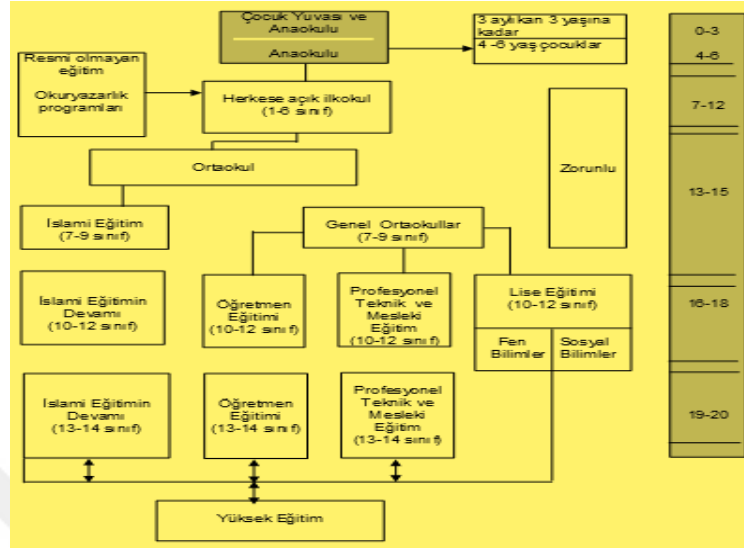 Çocuk Yuvası ve
Anaokulu
Anaokulu
3 aylıkan 3 yaşına
kadar
4 -6 yaş çocuklar
0-3
4-6
Resmi olmayan
eğitim
Okuryazarlık
programları
Herkese açık ilkokul
(1-6 sınıf)
7-12
Ortaokul
Zorunlu
13-15
İslami Eğitim
(7-9 sınıf)
Genel Ortaokullar
(7-9 sınıf)
İslami Eğitimin
Devamı
(10-12 sınıf)
Öğretmen
Eğitimi
(10-12 sınıf)
Profesyonel
Teknik ve
Mesleki
Eğitim
(10-12 sınıf)
Lise Eğitimi
(10-12 sınıf)
Fen
Bilimler
Sosyal
Bilimler
16-18
İslami Eğitimin
Devamı
(13-14 sınıf)
Öğretmen
Eğitimi
(13-14 sınıf)
Profesyonel
Teknik ve
Mesleki
Eğitim
(13-14 sınıf)
19-20
Yüksek Eğitim